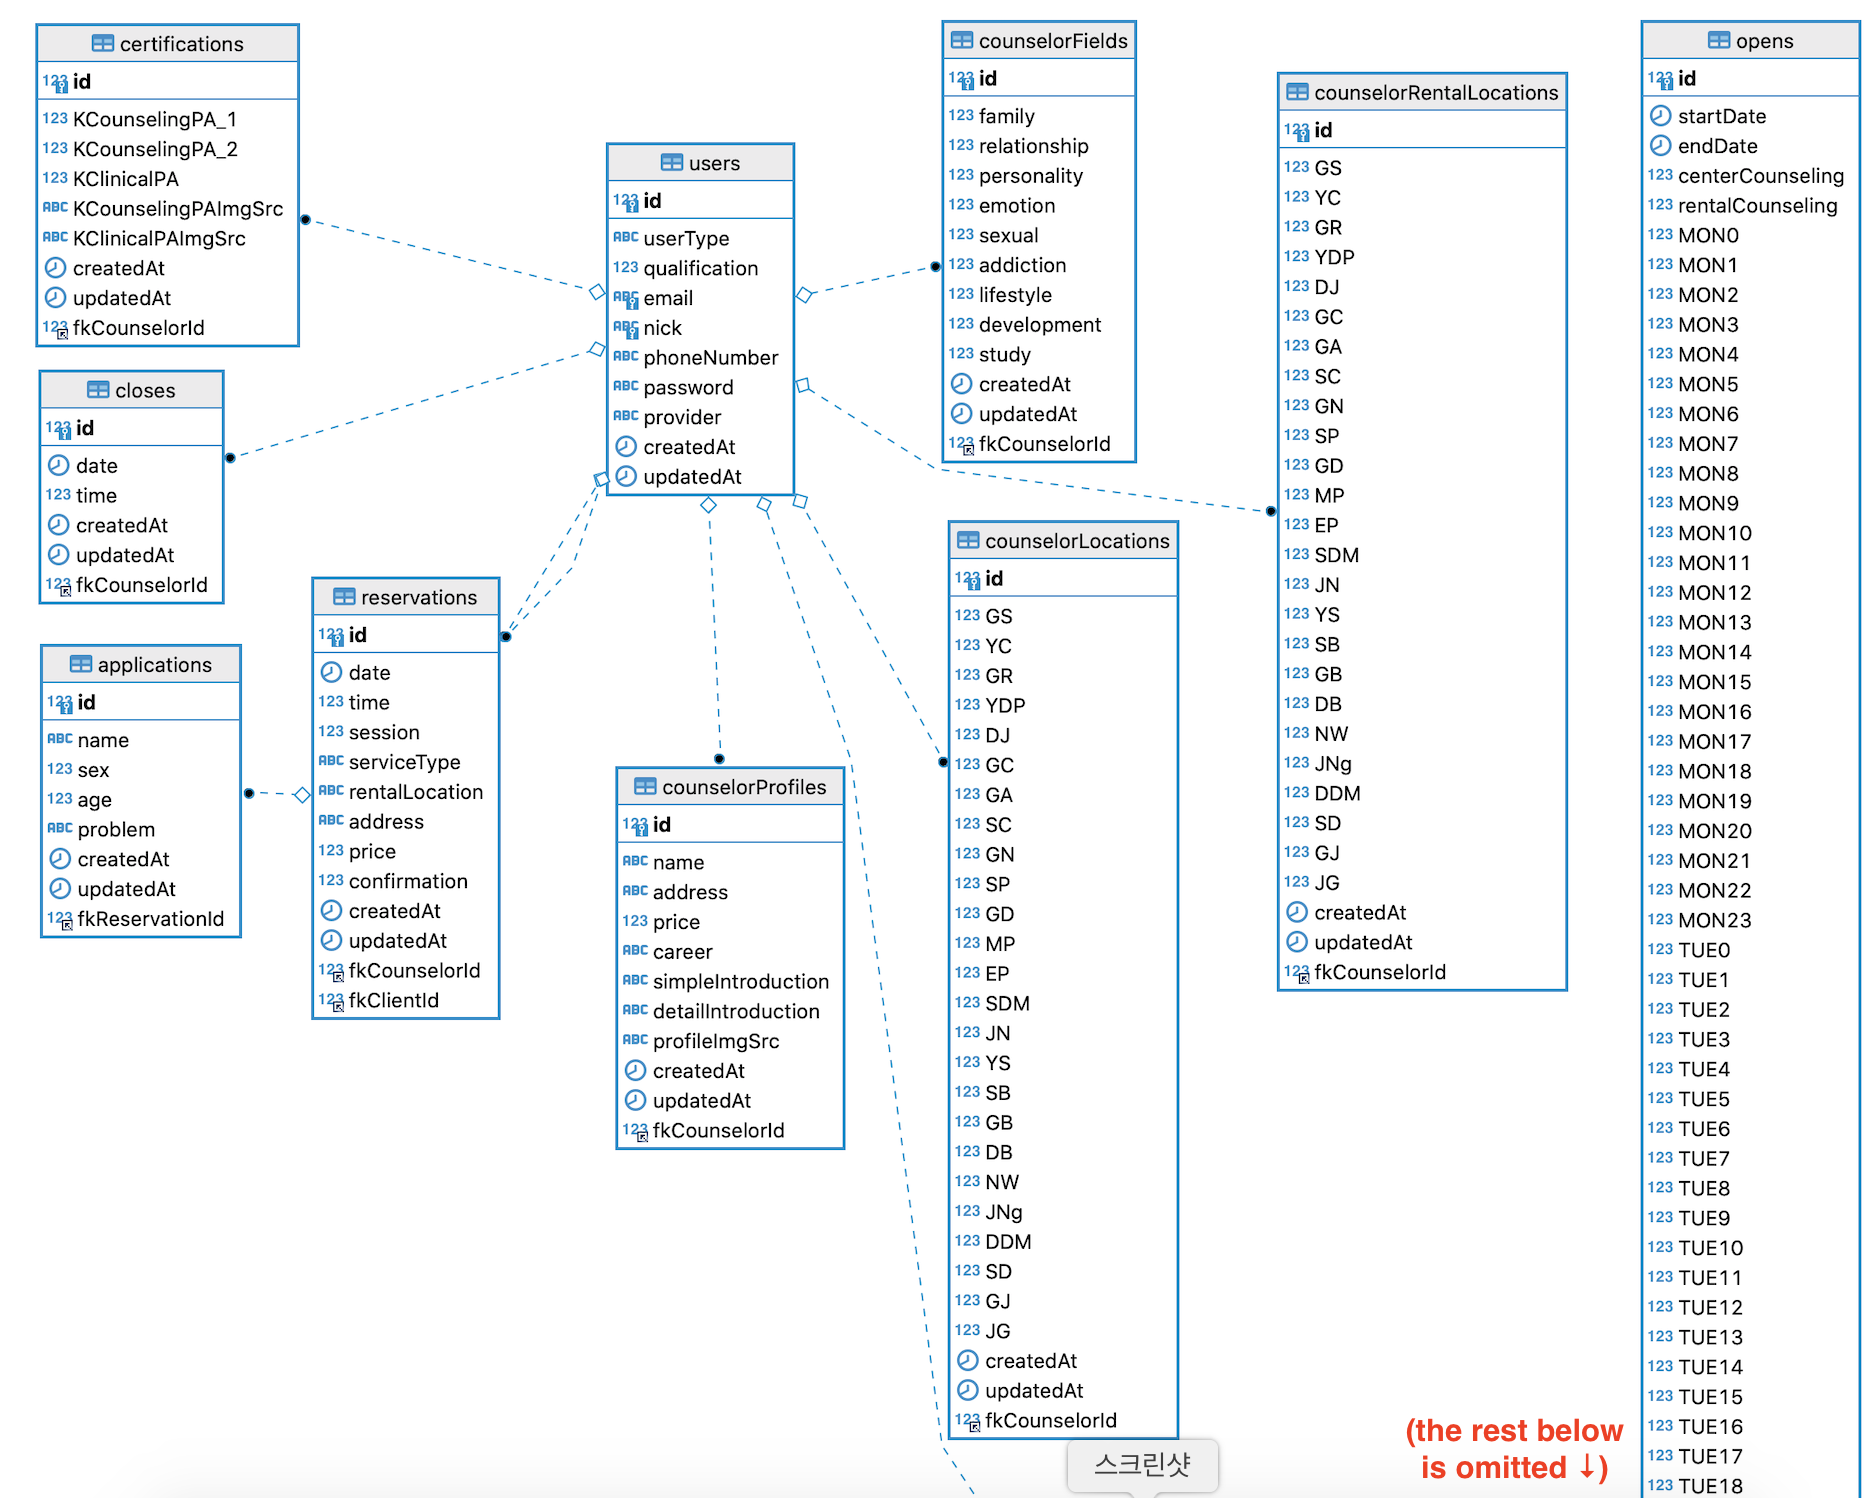 certifications
123 id
123 KCounselingPA_1
123 KCounselingPA_2
123 KClinicalPA
ABC KCounselingPAImgSrc
ABC KClinicalPAImgSrc
createdAt
updatedAt
123 fkCounselorId
closes
123 id
date
123 time
createdAt
updatedAt
123 fkCounselorId
applications
123 id
ABC name
123 sex
123 age
ABC problem
createdAt
updatedAt
123 fkReservationId
reservations
123 id
date
123 time
123 session
ABC serviceType
ABC rentalLocation
ABC address
123 price
123 confirmation
createdAt
updatedAt
123 fkCounselorId
123 fkClientId
users
123 id
ABC userType
123 qualification
ABC email
ABC nick
ABC phoneNumber
ABC password
ABC provider
createdAt
updatedAt
counselorProfiles
123 id
ABC name
ABC address
123 price
ABC career
ABC simpleIntroduction
ABC detailIntroduction
ABC profileImgSrc
createdAt
updatedAt
123 fkCounselorId
counselorFields
123 id
123 family
123 relationship
123 personality
123 emotion
123 sexual
123 addiction
123 lifestyle
123 development
123 study
createdAt
updatedAt
123 fkCounselorId
counselorLocations
123 id
123 GS
123 YC
123 GR
123 YDP
123 DJ
123 GC
123 GA
123 SC
123 GN
123 SP
123 GD
123 MP
123 EP
123 SDM
123 JN
123 YS
123 SB
123 GB
123 DB
123 NW
123 JNg
123 DDM
123 SD
123 GJ
123 JG
createdAt
updatedAt
123 fkCounselorId
스크린샷
counselorRentalLocations
123 id
123 GS
123 YC
123 GR
123 YDP
123 DJ
123 GC
123 GA
123 SC
123 GN
123 SP
123 GD
123 MP
123 EP
123 SDM
123 JN
123 YS
123 SB
123 GB
123 DB
123 NW
123 JNg
123 DDM
123 SD
123 GJ
123 JG
createdAt
updatedAt
123 fkCounselorId
(the rest below
is omitted ↓)
opens
123 id
startDate
endDate
123 centerCounseling
123 rentalCounseling
123 MON0
123 MON1
123 MON2
123 MON3
123 MON4
123 MON5
123 MON6
123 MON7
123 MON8
123 MON9
123 MON10
123 MON11
123 MON12
123 MON13
123 MON14
123 MON15
123 MON16
123 MON17
123 MON18
123 MON19
123 MON20
123 MON21
123 MON22
123 MON23
123 TUE0
123 TUE1
123 TUE2
123 TUE3
123 TUE4
123 TUE5
123 TUE6
123 TUE7
123 TUE8
123 TUE9
123 TUE10
123 TUE11
123 TUE12
123 TUE13
123 TUE14
123 TUE15
123 TUE16
123 TUE17
123 TUE18